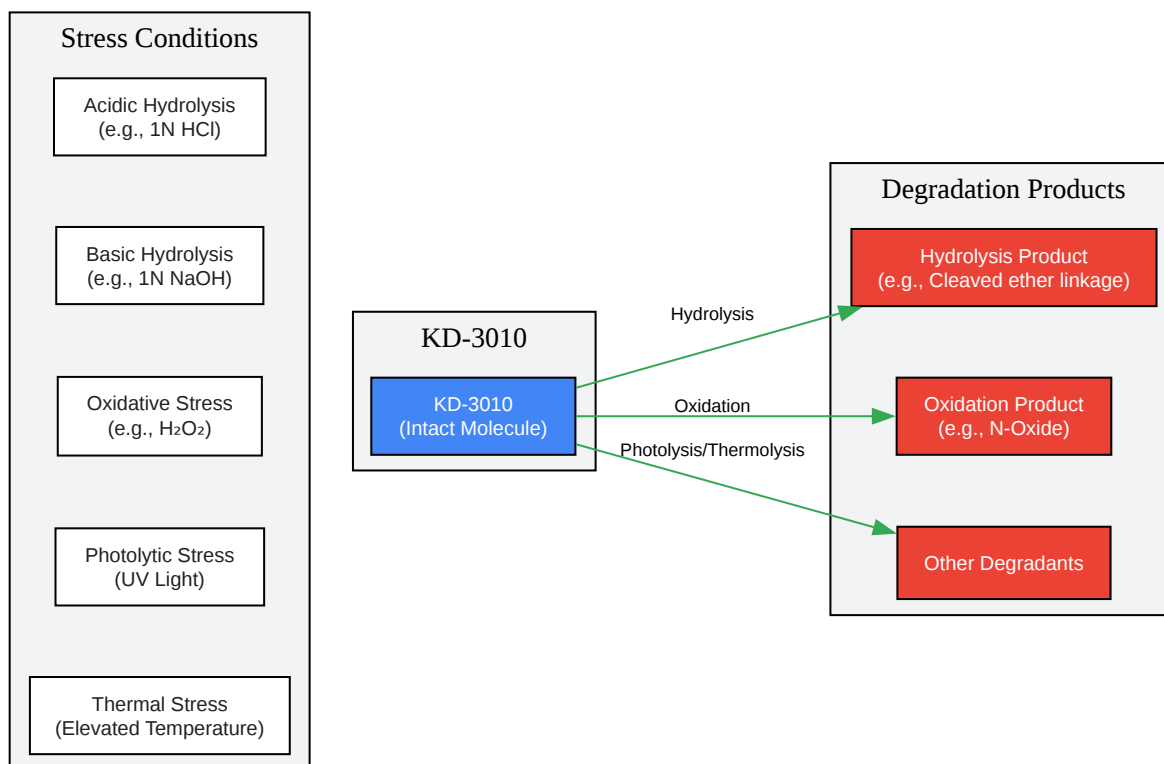 Stress Conditions
Acidic Hydrolysis
(e.g., 1N HCl)
Basic Hydrolysis
(e.g., 1N NaOH)
Oxidative Stress
(e.g., H₂O₂)
Photolytic Stress
(UV Light)
Thermal Stress
(Elevated Temperature)
KD-3010
KD-3010
(Intact Molecule)
Hydrolysis
Oxidation
Photolysis/Thermolysis
Degradation Products
Hydrolysis Product
(e.g., Cleaved ether linkage)
Oxidation Product
(e.g., N-Oxide)
Other Degradants